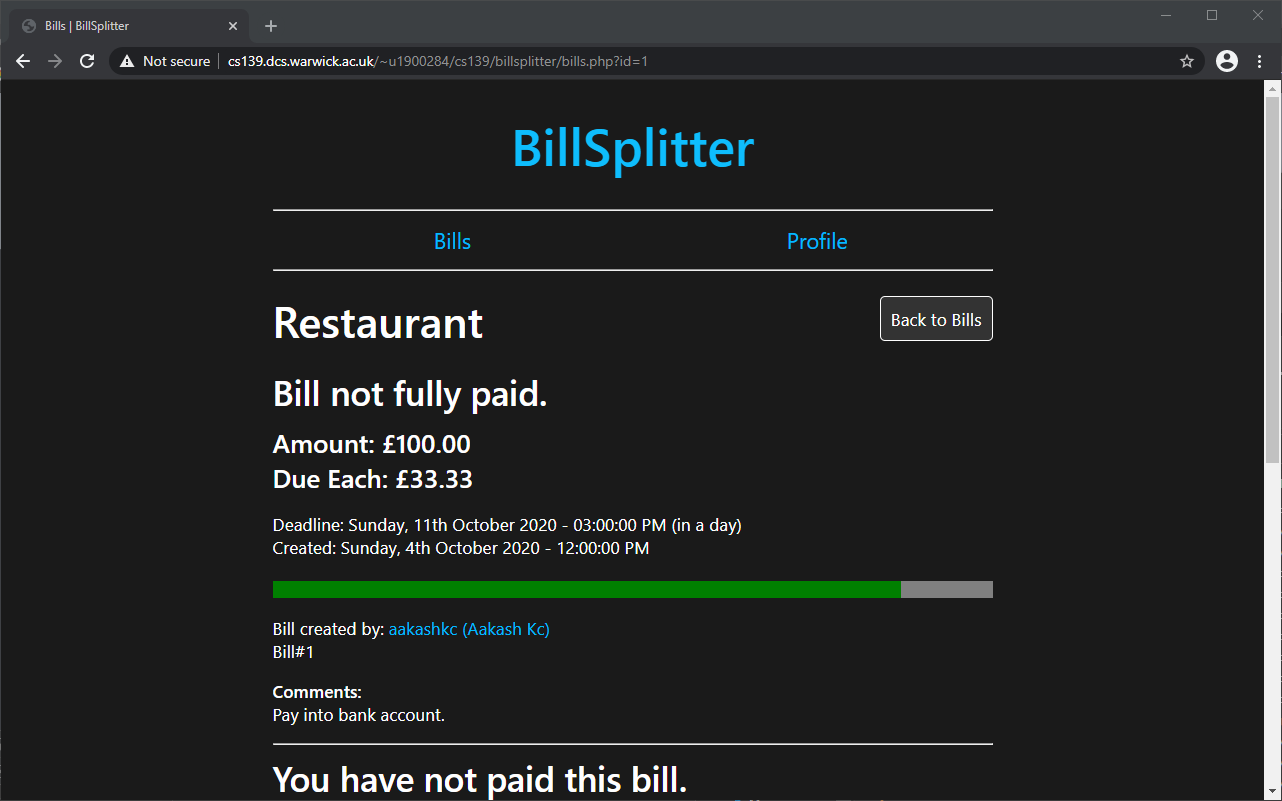 Bills | BillSplitter
Not secure | cs139.dcs.warwick.ac.uk/~u1900284/cs139/billsplitter/bills.php?id=1
BillSplitter
Bills
Profile
Restaurant
Back to Bills
Bill not fully paid.
Amount: £100.00
Due Each: £33.33
Deadline: Sunday, 11th October 2020 - 03:00:00 PM (in a day)
Created: Sunday, 4th October 2020 - 12:00:00 PM
Bill created by: aakashkc (Aakash Kc)
Bill#1
Comments:
Pay into bank account.
You have not paid this bill.